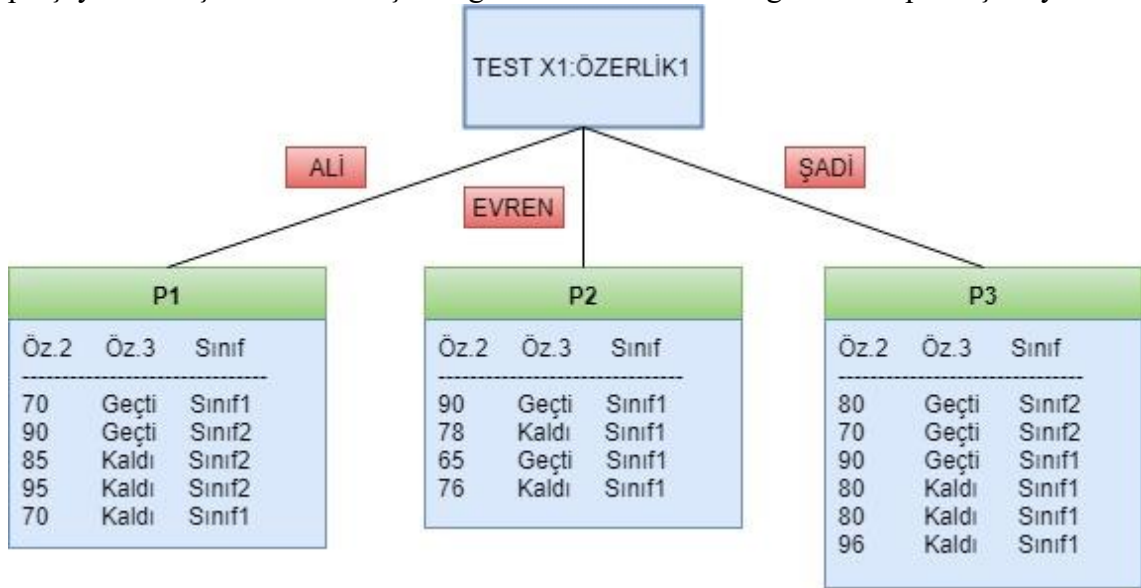 TEST X1:ÖZERLİK1
ALİ
EVREN
ŞADİ
P1
Öz.2 Öz.3 Sınıf
--------------------------------
70 Geçti Sınıf1
90 Geçti Sınıf2
85 Kaldı Sınıf2
95 Kaldı Sınıf2
70 Kaldı Sınıf1
P2
Öz.2 Öz.3 Sınıf
--------------------------------
90 Geçti Sınıf1
78 Kaldı Sınıf1
65 Geçti Sınıf1
76 Kaldı Sınıf1
P3
Öz.2 Öz.3 Sınıf
--------------------------------
80 Geçti Sınıf2
70 Geçti Sınıf2
90 Geçti Sınıf1
80 Kaldı Sınıf1
80 Kaldı Sınıf1
96 Kaldı Sınıf1